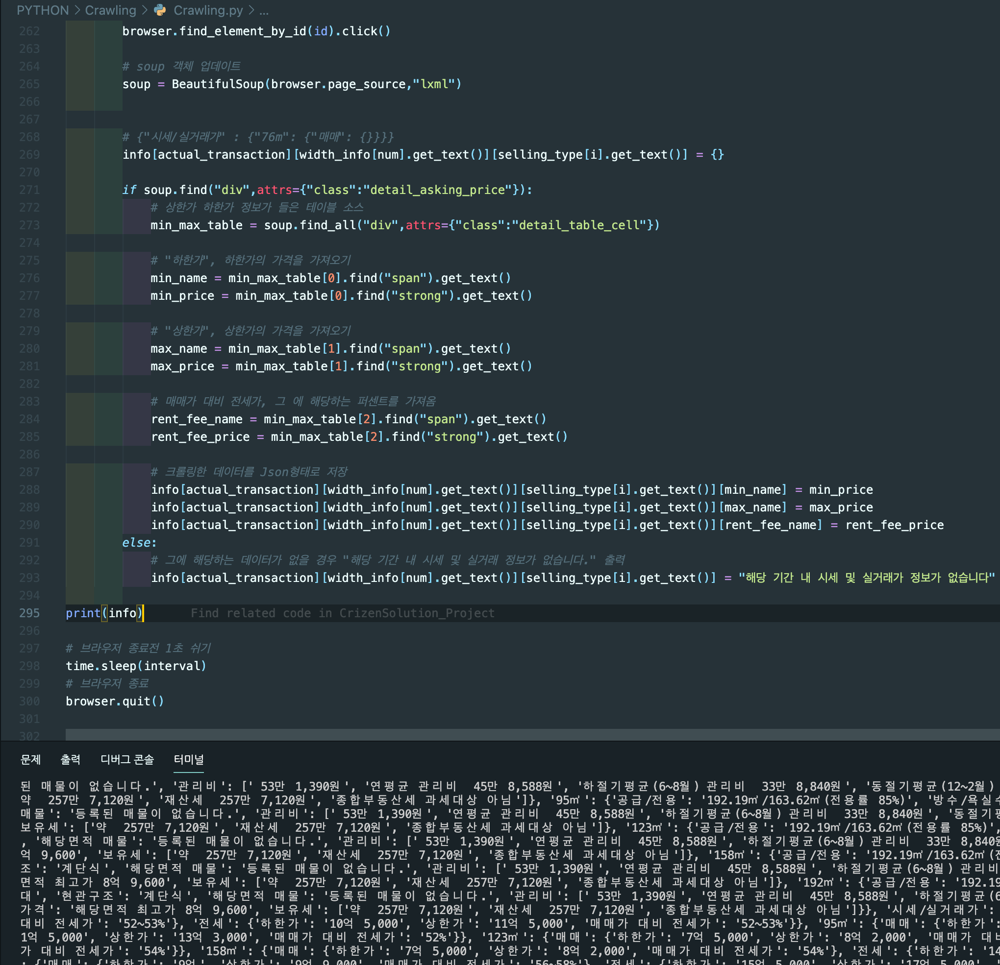 PYTHON > Crawling > Crawling.py > ...
262 browser.find_element_by_id(id).click()
263
264 # soup 객체 업데이트
265 soup = BeautifulSoup(browser.page_source,"lxml")
266
267
268 # {"시세/실거래가" : {"76m": {"매매": {}}}}
269 info[actual_transaction][width_info[num].get_text()][selling_type[i].get_text()] = {}
270
271 if soup.find("div",attrs={"class":"detail_asking_price"}):
272 # 상한가 하한가 정보가 들은 테이블 소스
273 min_max_table = soup.find_all("div",attrs={"class":"detail_table_cell"})
274
275 # "하한가", 하한가의 가격을 가져오기
276 min_name = min_max_table[0].find("span").get_text()
277 min_price = min_max_table[0].find("strong").get_text()
278
279 # "상한가", 상한가의 가격을 가져오기
280 max_name = min_max_table[1].find("span").get_text()
281 max_price = min_max_table[1].find("strong").get_text()
282
283 # 매매가 대비 전세가, 그 에 해당하는 퍼센트를 가져옴
284 rent_fee_name = min_max_table[2].find("span").get_text()
285 rent_fee_price = min_max_table[2].find("strong").get_text()
286
287 # 크롤링한 데이터를 Json형태로 저장
288 info[actual_transaction][width_info[num].get_text()][selling_type[i].get_text()][min_name] = min_price
289 info[actual_transaction][width_info[num].get_text()][selling_type[i].get_text()][max_name] = max_price
290 info[actual_transaction][width_info[num].get_text()][selling_type[i].get_text()][rent_fee_name] = rent_fee_price
291 else:
292 # 그에 해당하는 데이터가 없을 경우 "해당 기간 내 시세 및 실거래 정보가 없습니다." 출력
293 info[actual_transaction][width_info[num].get_text()][selling_type[i].get_text()] = "해당 기간 내 시세 및 실거래가 정보가 없습니다"
294
295 print(info) Find related code in CrizenSolution_Project
296
297 # 브라우저 종료전 1초 쉬기
298 time.sleep(interval)
299 # 브라우저 종료
300 browser.quit()
301
302
문제 출력 디버그 콘솔 터미널
된 매물이 없습니다.', '관리비': [' 53만 1,390원', '연평균 관리비  45만 8,588원', '하절기평균(6~8월) 관리비  33만 8,840원', '동절기평균(12~2월)
약  257만 7,120원', '재산세  257만 7,120원', '종합부동산세 과세대상 아님']}, '95㎡': {'공급/전용': '192.19㎡/163.62㎡(전용률 85%)', '방수/욕실수
매물': '등록된 매물이 없습니다.', '관리비': [' 53만 1,390원', '연평균 관리비  45만 8,588원', '하절기평균(6~8월) 관리비  33만 8,840원', '동절기평
보유세': ['약  257만 7,120원', '재산세  257만 7,120원', '종합부동산세 과세대상 아님']}, '123㎡': {'공급/전용': '192.19㎡/163.62㎡(전용률 85%)',
, '해당면적 매물': '등록된 매물이 없습니다.', '관리비': [' 53만 1,390원', '연평균 관리비  45만 8,588원', '하절기평균(6~8월) 관리비  33만 8,840원
억 9,600', '보유세': ['약  257만 7,120원', '재산세  257만 7,120원', '종합부동산세 과세대상 아님']}, '158㎡': {'공급/전용': '192.19㎡/163.62㎡(전
조': '계단식', '해당면적 매물': '등록된 매물이 없습니다.', '관리비': [' 53만 1,390원', '연평균 관리비  45만 8,588원', '하절기평균(6~8월) 관리비
면적 최고가 8억 9,600', '보유세': ['약  257만 7,120원', '재산세  257만 7,120원', '종합부동산세 과세대상 아님']}, '192㎡': {'공급/전용': '192.19
대', '현관구조': '계단식', '해당면적 매물': '등록된 매물이 없습니다.', '관리비': [' 53만 1,390원', '연평균 관리비  45만 8,588원', '하절기평균(6
가격': '해당면적 최고가 8억 9,600', '보유세': ['약  257만 7,120원', '재산세  257만 7,120원', '종합부동산세 과세대상 아님']}}, '시세/실거래가':
대비 전세가': '52~53%'}, '전세': {'하한가': '10억 5,000', '상한가': '11억 5,000', '매매가 대비 전세가': '52~53%'}}, '95㎡': {'매매': {'하한가':
1억 5,000', '상한가': '13억 3,000', '매매가 대비 전세가': '52%'}}, '123㎡': {'매매': {'하한가': '7억 5,000', '상한가': '8억 2,000', '매매가 대비
가 대비 전세가': '54%'}}, '158㎡': {'매매': {'하한가': '7억 5,000', '상한가': '8억 2,000', '매매가 대비 전세가': '54%'}, '전세': {'하한가': '14
: {'매매': {'하한가': '9억', '상한가': '9억 9,000', '매매가 대비 전세가': '56~58%'}, '전세': {'하한가': '15억 5,000', '상한가': '17억 5,000',